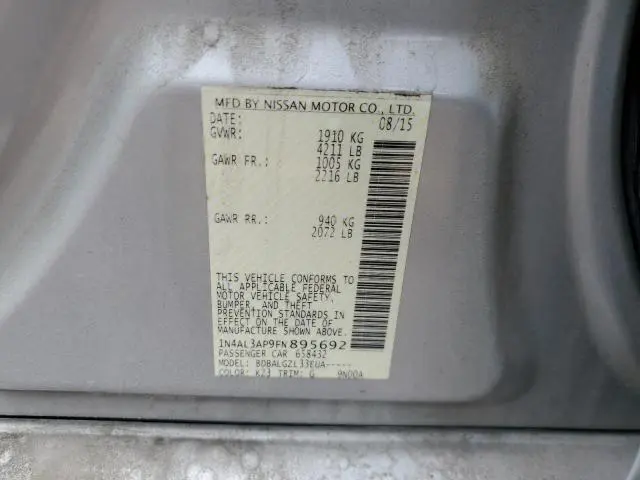 MFD BY NISSAN MOTOR CO., LTD.
DATE: 08/15
GVWR: 1910 KG
4211 LB
GAWR FR.: 1005 KG
2216 LB
GAWR RR.: 940 KG
2072 LB
THIS VEHICLE CONFORMS TO
ALL APPLICABLE FEDERAL
MOTOR VEHICLE SAFETY,
BUMPER, AND THEFT
PREVENTION STANDARDS IN
EFFECT ON THE DATE OF
MANUFACTURE SHOWN ABOVE.
1N4AL3AP9FN895692
PASSENGER CAR 658432
MODEL: BDBALGZL33EUA-----
COLOR: K23 TRIM: G 9N00A